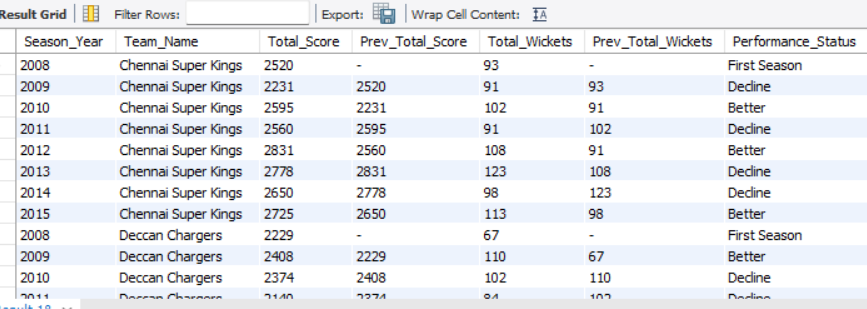 Result Grid Filter Rows: Export: Wrap Cell Content: IA
Season_Year Team_Name Total_Score Prev_Total_Score Total_Wickets Prev_Total_Wickets Performance_Status
2008 Chennai Super Kings 2520 - 93 - First Season
2009 Chennai Super Kings 2231 2520 91 93 Decline
2010 Chennai Super Kings 2595 2231 102 91 Better
2011 Chennai Super Kings 2560 2595 91 102 Decline
2012 Chennai Super Kings 2831 2560 108 91 Better
2013 Chennai Super Kings 2778 2831 123 108 Decline
2014 Chennai Super Kings 2650 2778 98 123 Decline
2015 Chennai Super Kings 2725 2650 113 98 Better
2008 Deccan Chargers 2229 - 67 - First Season
2009 Deccan Chargers 2408 2229 110 67 Better
2010 Deccan Chargers 2374 2408 102 110 Decline
2011 Deccan Chargers 2140 2374 84 102 Decline
Result 18